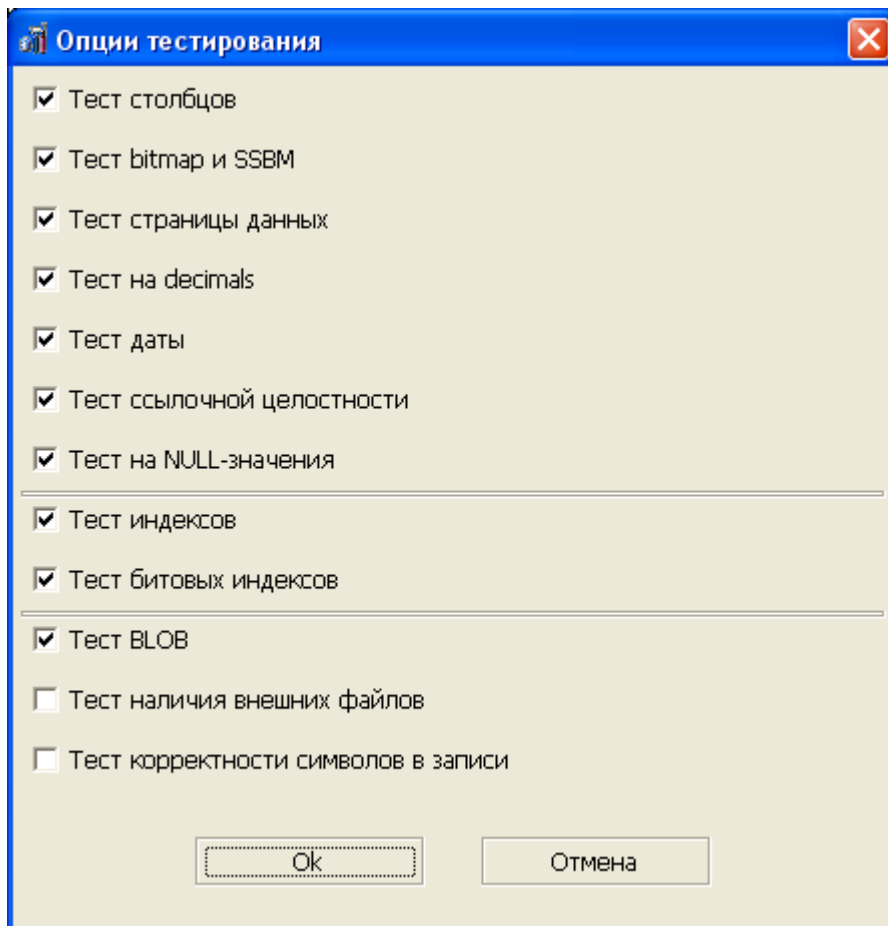 Опции тестирования
Тест столбцов
Тест bitmap и SSBM
Тест страницы данных
Тест на decimals
Тест даты
Тест ссылочной целостности
Тест на NULL-значения
Тест индексов
Тест битовых индексов
Тест BLOB
Тест наличия внешних файлов
Тест корректности символов в записи
Ok Отмена